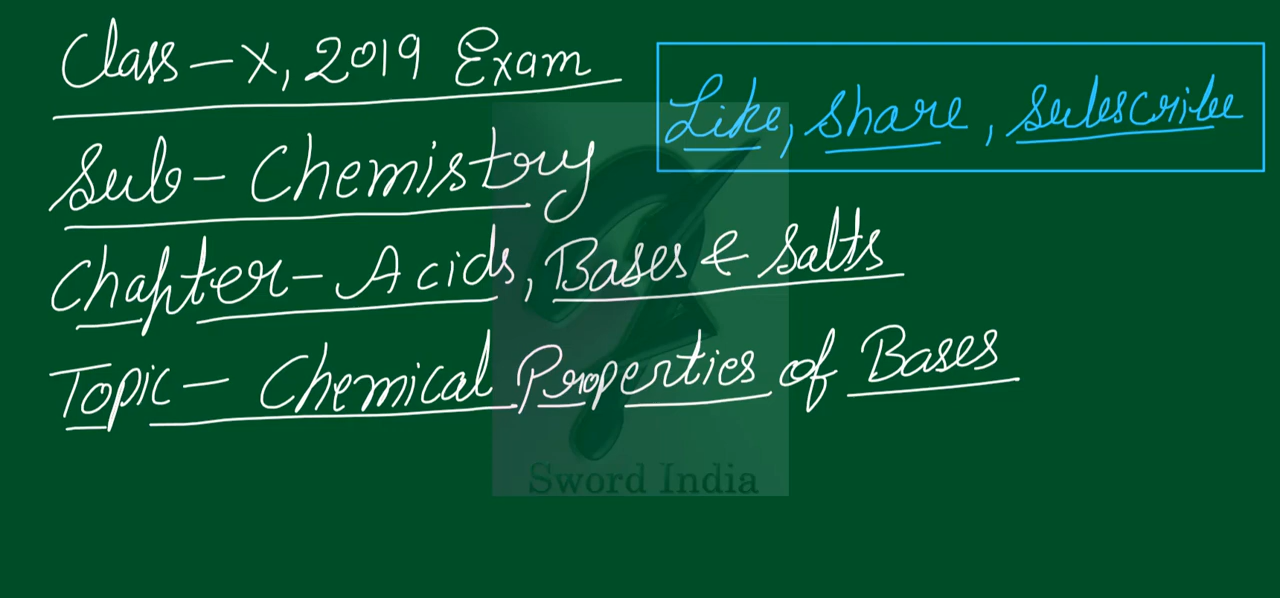 Class - X, 2019 Exam
Like, Share, Subscribe
Sub - Chemistry
Chapter - Acids, Bases & Salts
Topic - Chemical Properties of Bases
Sword India